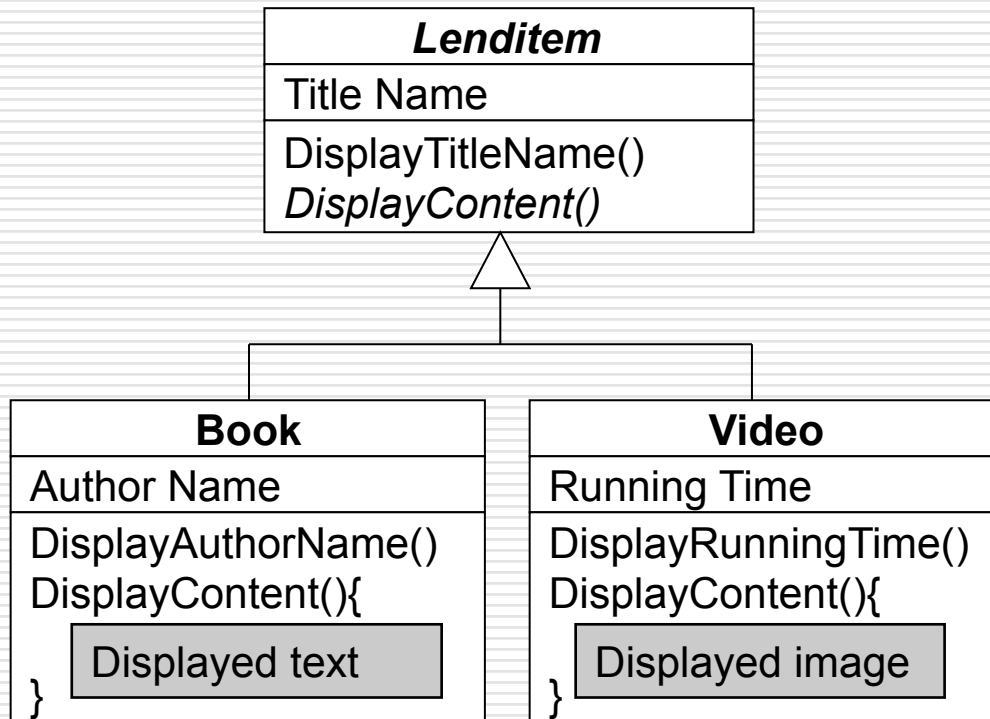 Lenditem
Title Name
DisplayTitleName()
DisplayContent()
Book
Author Name
DisplayAuthorName()
DisplayContent(){
Displayed text
}
Video
Running Time
DisplayRunningTime()
DisplayContent(){
Displayed image
}